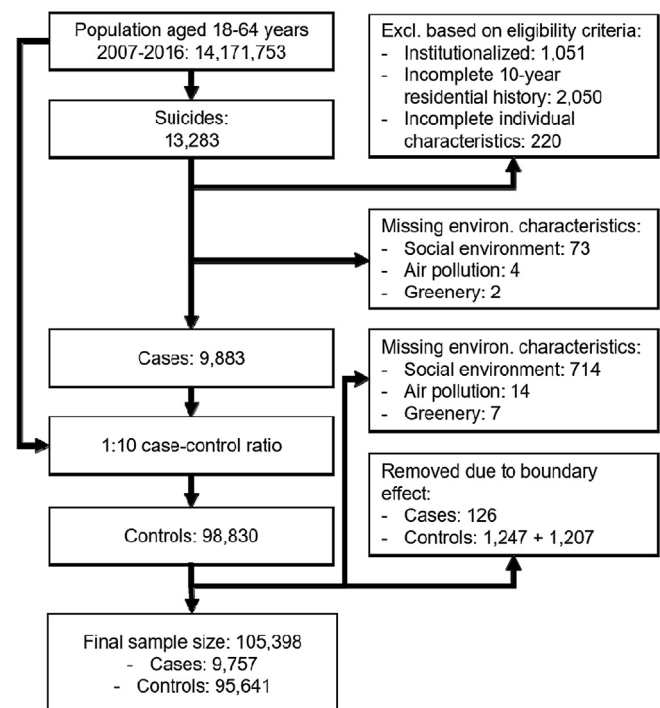 Population aged 18-64 years
2007-2016: 14,171,753
Excl. based on eligibility criteria:
- Institutionalized: 1,051
- Incomplete 10-year
residential history: 2,050
- Incomplete individual
characteristics: 220
Suicides:
13,283
Missing environ. characteristics:
- Social environment: 73
- Air pollution: 4
- Greenery: 2
Cases: 9,883
Missing environ. characteristics:
- Social environment: 714
- Air pollution: 14
- Greenery: 7
1:10 case-control ratio
Removed due to boundary
effect:
- Cases: 126
- Controls: 1,247 + 1,207
Controls: 98,830
Final sample size: 105,398
- Cases: 9,757
- Controls: 95,641